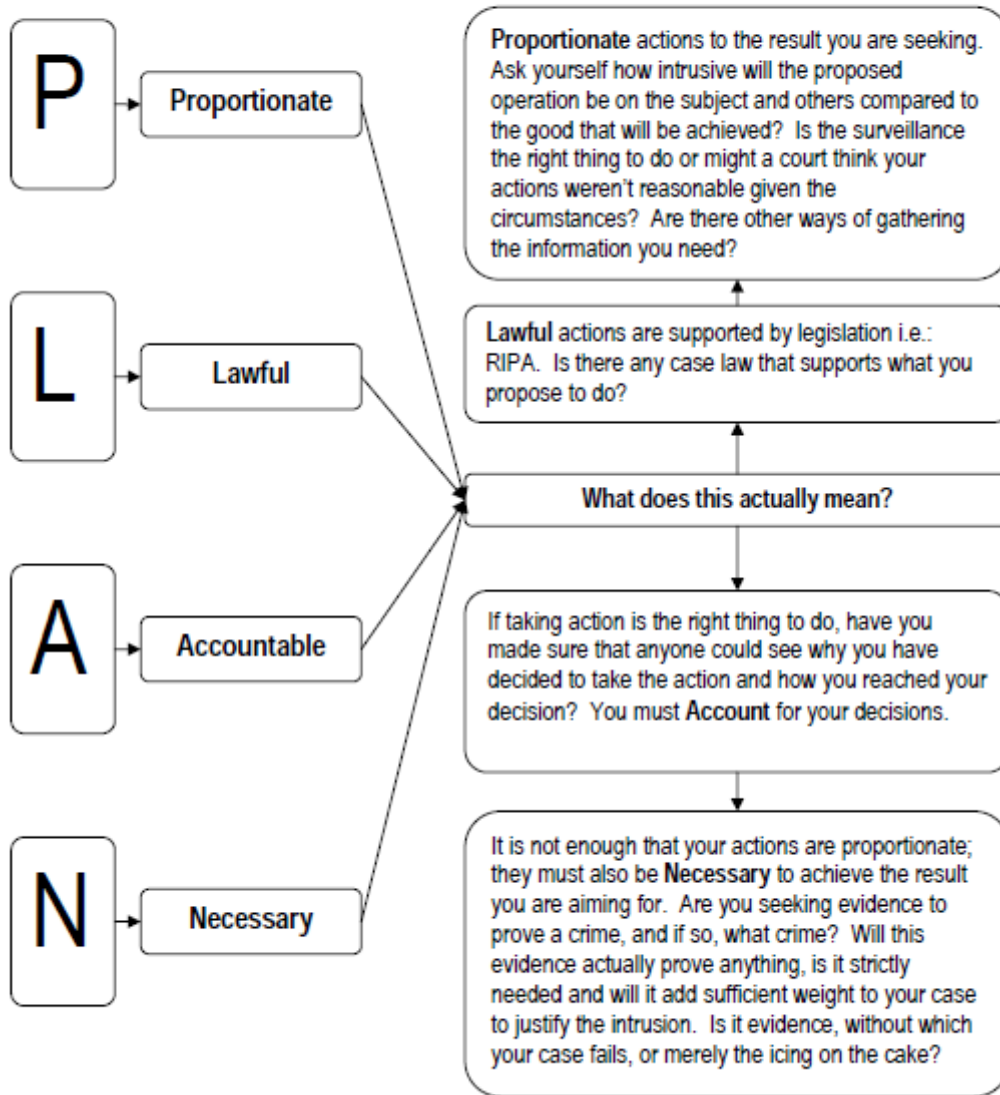 P
Proportionate
L
Lawful
A
Accountable
N
Necessary
Proportionate actions to the result you are seeking.
Ask yourself how intrusive will the proposed
operation be on the subject and others compared to
the good that will be achieved? Is the surveillance
the right thing to do or might a court think your
actions weren't reasonable given the
circumstances? Are there other ways of gathering
the information you need?
Lawful actions are supported by legislation i.e.:
RIPA. Is there any case law that supports what you
propose to do?
What does this actually mean?
If taking action is the right thing to do, have you
made sure that anyone could see why you have
decided to take the action and how you reached your
decision? You must Account for your decisions.
It is not enough that your actions are proportionate;
they must also be Necessary to achieve the result
you are aiming for. Are you seeking evidence to
prove a crime, and if so, what crime? Will this
evidence actually prove anything, is it strictly
needed and will it add sufficient weight to your case
to justify the intrusion. Is it evidence, without which
your case fails, or merely the icing on the cake?